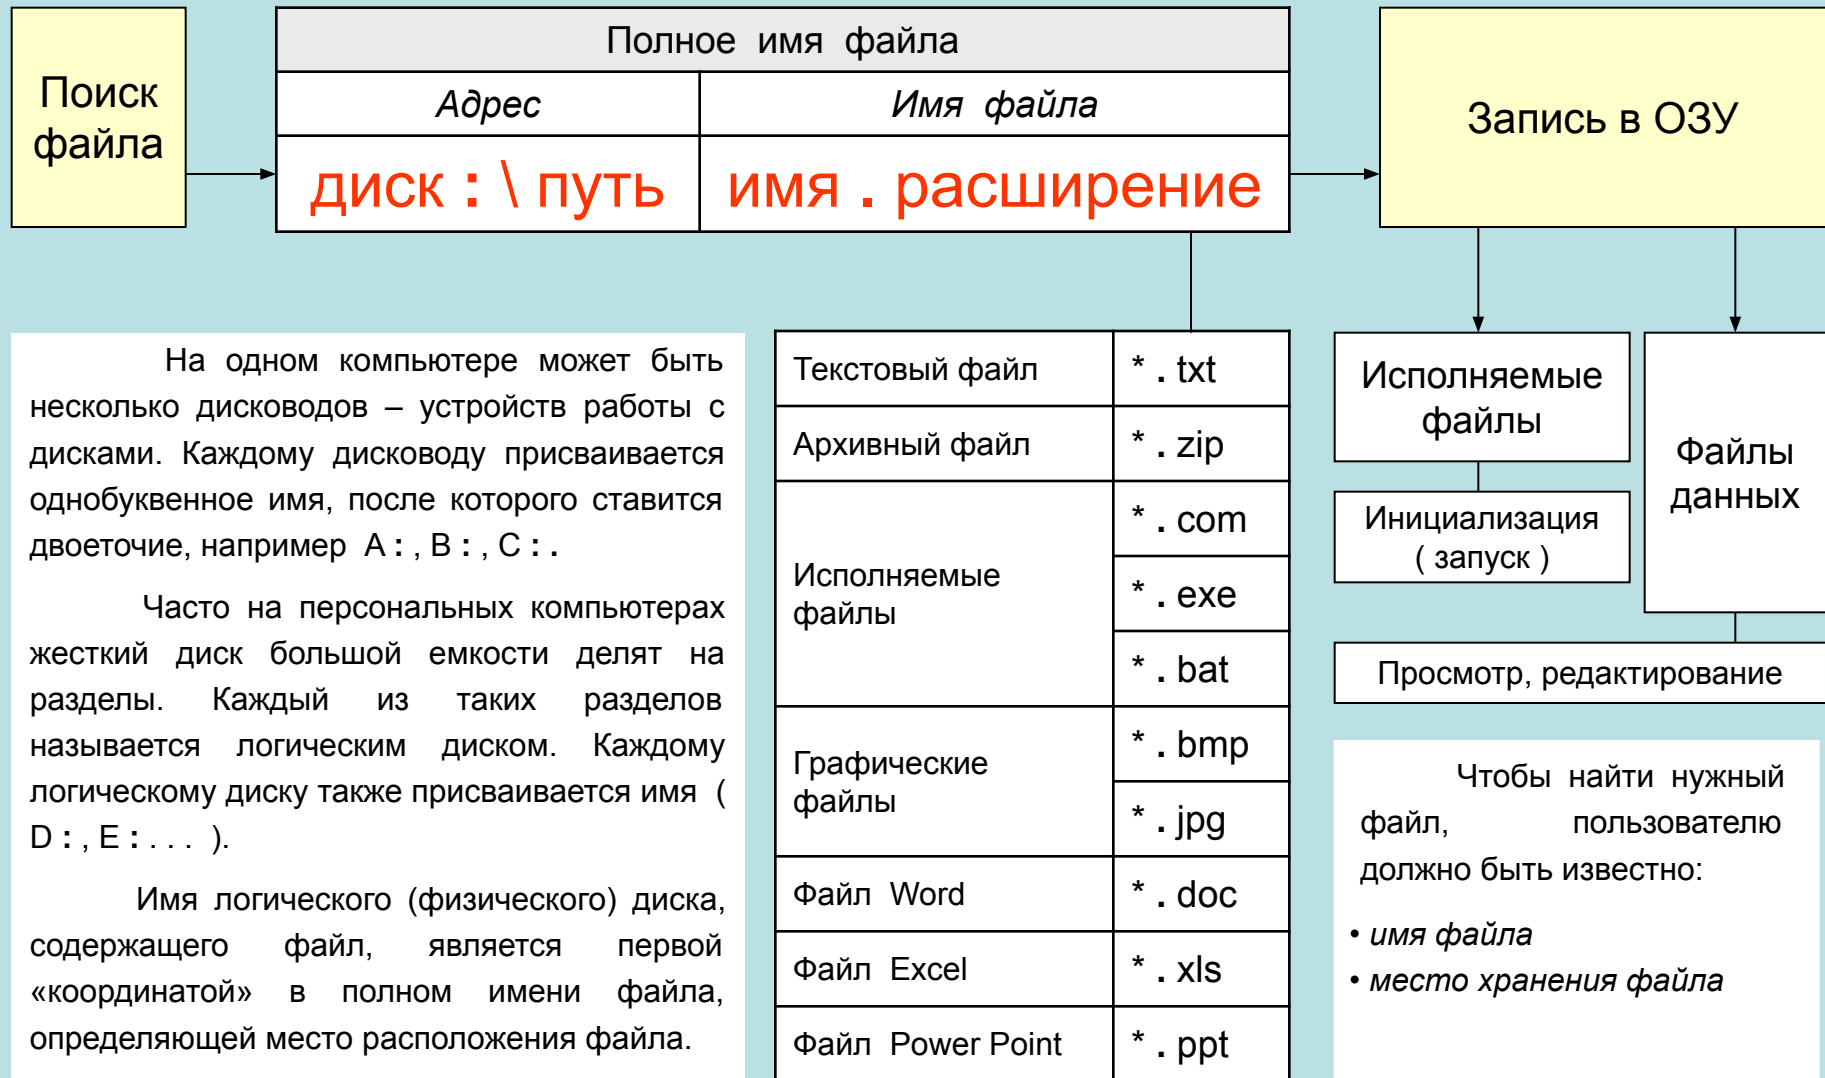 Поиск
файла
Полное имя файла
Адрес
Имя файла
диск : \ путь
имя . расширение
Запись в ОЗУ
На одном компьютере может быть
несколько дисководов – устройств работы с
дисками. Каждому дисководу присваивается
однобуквенное имя, после которого ставится
двоеточие, например А : , В : , С : .
Часто на персональных компьютерах
жесткий диск большой емкости делят на
разделы. Каждый из таких разделов
называется логическим диском. Каждому
логическому диску также присваивается имя (
D : , E : . . . ).
Имя логического (физического) диска,
содержащего файл, является первой
«координатой» в полном имени файла,
определяющей место расположения файла.
Текстовый файл
* . txt
Архивный файл
* . zip
Исполняемые
файлы
* . com
* . exe
* . bat
Графические
файлы
* . bmp
* . jpg
Файл Word
* . doc
Файл Excel
* . xls
Файл Power Point
* . ppt
Исполняемые
файлы
Инициализация
( запуск )
Файлы
данных
Просмотр, редактирование
Чтобы найти нужный
файл, пользователю
должно быть известно:
• имя файла
• место хранения файла